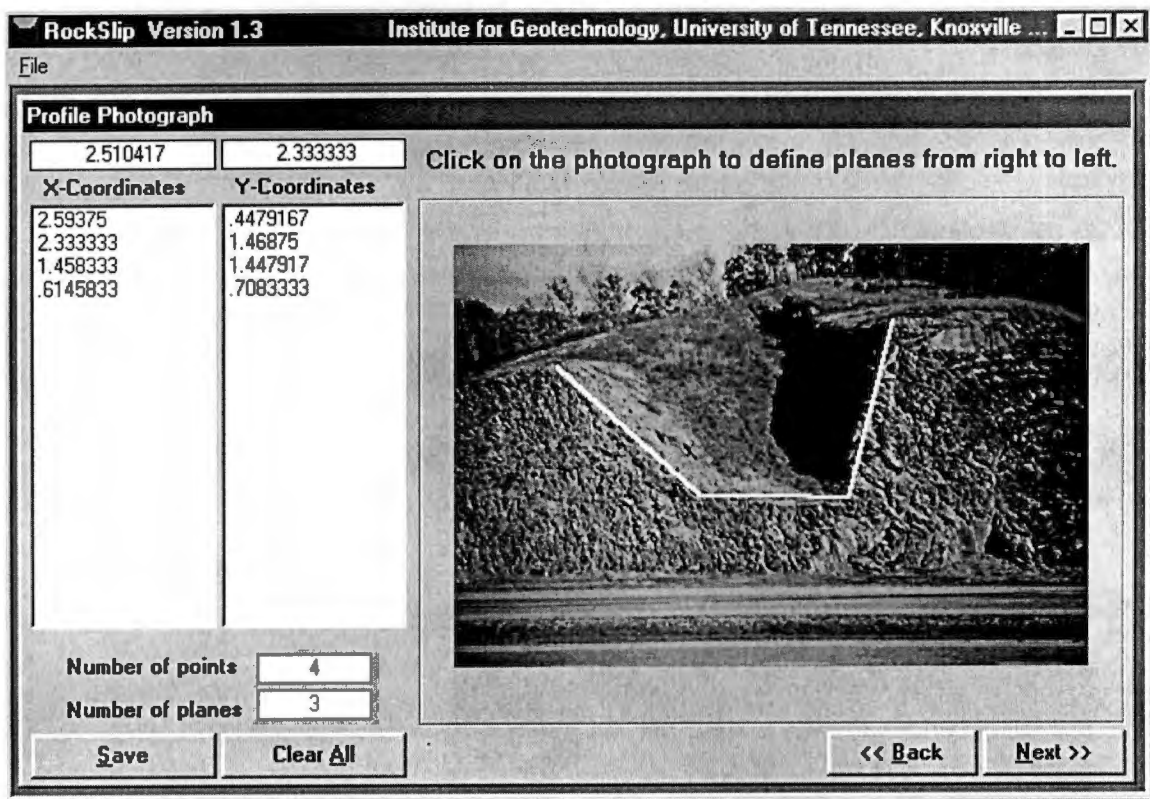 RockSlip Version 1.3 Institute for Geotechnology, University of Tennessee, Knoxville ...
File
Profile Photograph
2.510417 2.333333
Click on the photograph to define planes from right to left.
X-Coordinates Y-Coordinates
2.59375 .4479167
2.333333 1.46875
1.458333 1.447917
.6145833 .7083333
Number of points 4
Number of planes 3
Save Clear All << Back Next >>